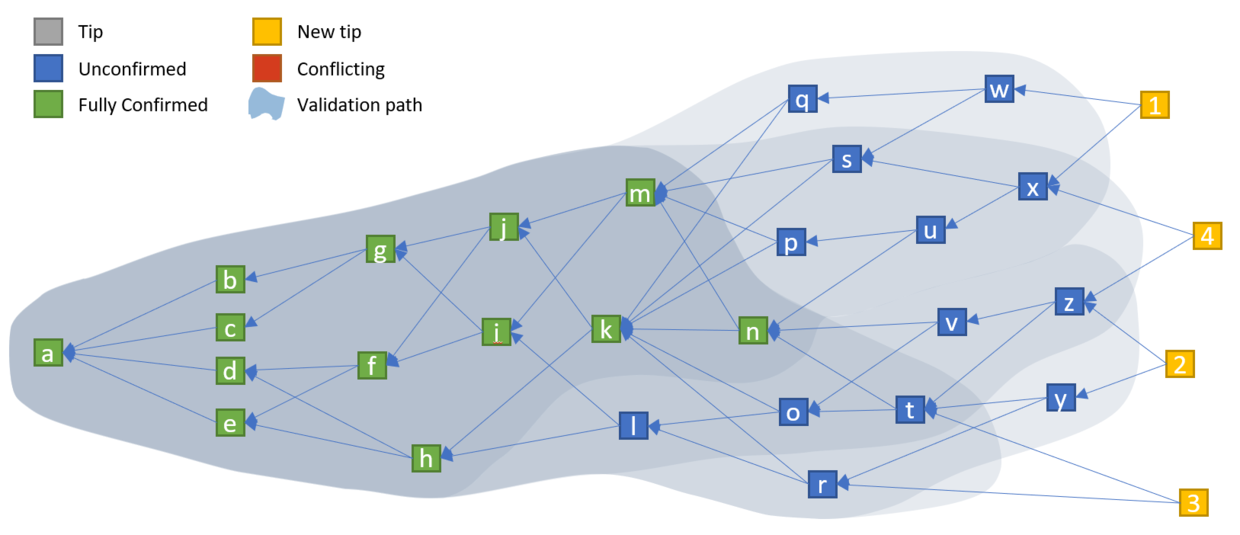 Tip
New tip
Unconfirmed
Conflicting
Fully Confirmed
Validation path
q
w
1
s
x
m
j
u
4
p
g
b
z
v
c
i
k
n
a
d
f
2
y
e
l
o
t
h
r
3